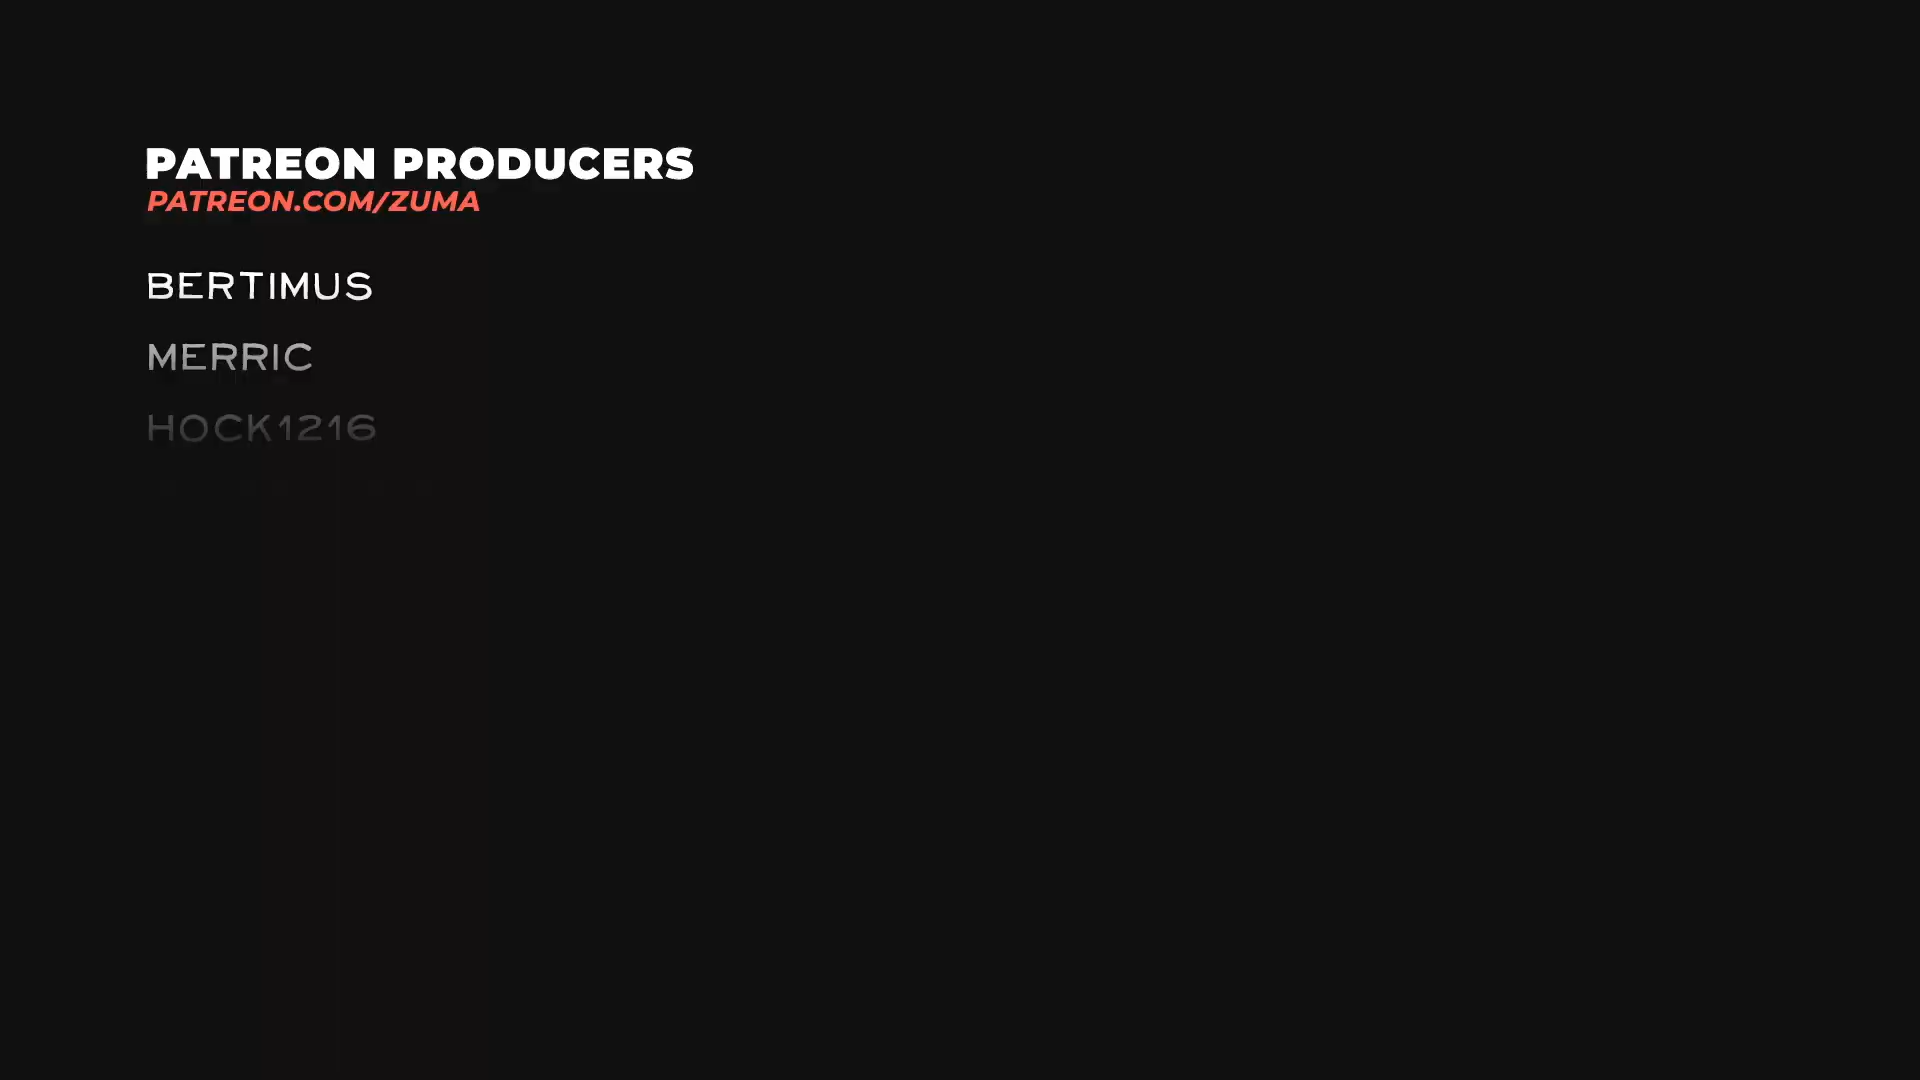 PATREON PRODUCERS
PATREON.COM/ZUMA
BERTIMUS
MERRIC
HOCK1216